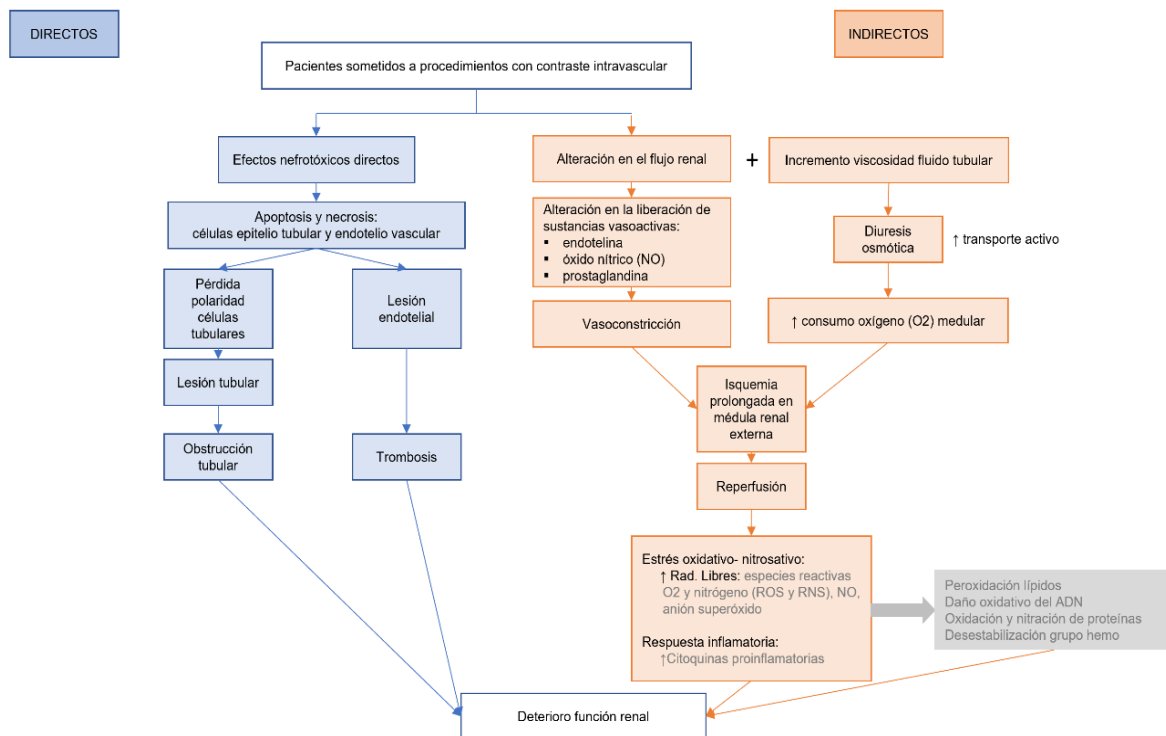 DIRECTOS
INDIRECTOS
Pacientes sometidos a procedimientos con contraste intravascular
Efectos nefrotóxicos directos
Alteración en el flujo renal
+
Incremento viscosidad fluido tubular
Apoptosis y necrosis:
células epitelio tubular y endotelio vascular
Alteración en la liberación de
sustancias vasoactivas:
▪ endotelina
▪ óxido nítrico (NO)
▪ prostaglandina
Diuresis
osmótica
↑ transporte activo
Pérdida
polaridad
células
tubulares
Lesión
endotelial
Vasoconstricción
↑ consumo oxígeno (O2) medular
Lesión tubular
Isquemia
prolongada en
médula renal
externa
Obstrucción
tubular
Trombosis
Reperfusión
Estrés oxidativo- nitrosativo:
↑ Rad. Libres: especies reactivas
O2 y nitrógeno (ROS y RNS), NO,
anión superóxido
Respuesta inflamatoria:
↑Citoquinas proinflamatorias
Peroxidación lípidos
Daño oxidativo del ADN
Oxidación y nitración de proteínas
Desestabilización grupo hemo
Deterioro función renal